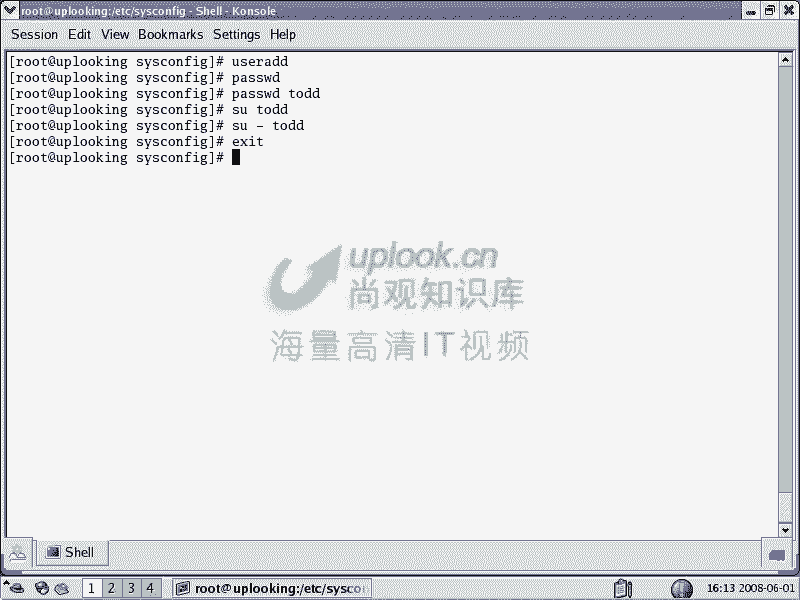 root@uplooking:/etc/sysconfig - Shell - Konsole
Session Edit View Bookmarks Settings Help
[root@uplooking sysconfig]# useradd
[root@uplooking sysconfig]# passwd
[root@uplooking sysconfig]# passwd todd
[root@uplooking sysconfig]# su todd
[root@uplooking sysconfig]# su - todd
[root@uplooking sysconfig]# exit
[root@uplooking sysconfig]#
uplook.cn
尚观知识库
海量高清IT视频
Shell
1 2 3 4 root@uplooking:/etc/sysco 16:13 2008-06-01